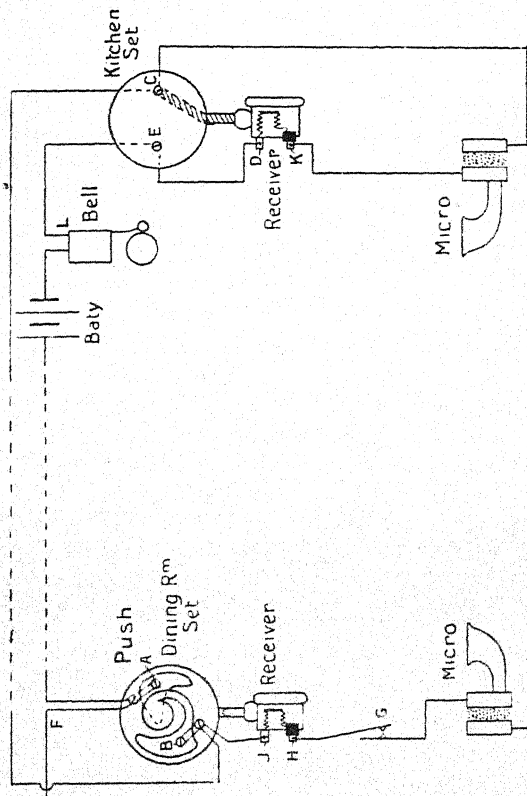 Kitchen
Set
C
E
L
Bell
Baty
D
K
Receiver
Micro
F
Push
A
Dining Rm
Set
B
Receiver
J
H
G
Micro